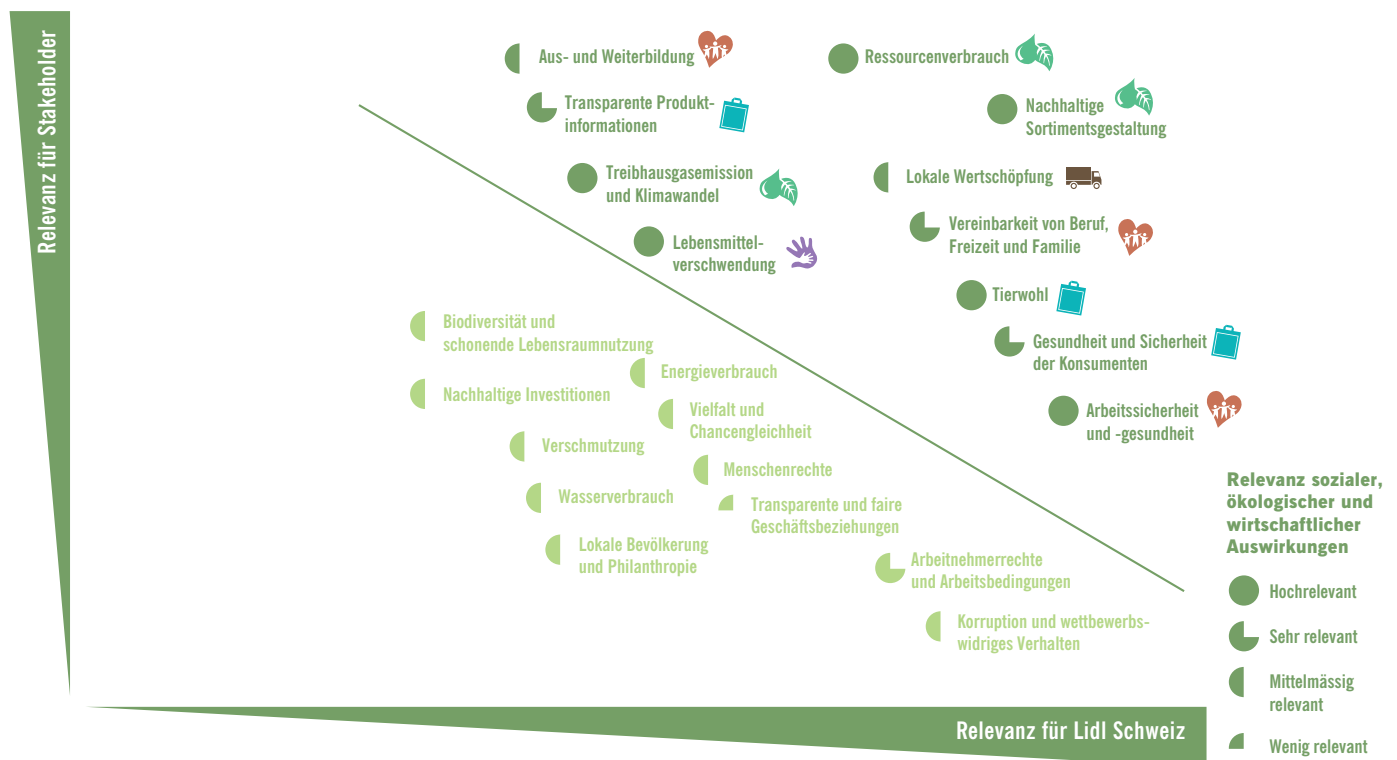 Relevanz für Stakeholder
Aus- und Weiterbildung
Transparente Produkt-
informationen
Treibhausgasemission
und Klimawandel
Lebensmittel-
verschwendung
Ressourcenverbrauch
Nachhaltige
Sortimentsgestaltung
Lokale Wertschöpfung
Vereinbarkeit von Beruf,
Freizeit und Familie
Tierwohl
Gesundheit und Sicherheit
der Konsumenten
Arbeitssicherheit
und -gesundheit
Biodiversität und
schonende Lebensraumnutzung
Nachhaltige Investitionen
Energieverbrauch
Vielfalt und
Chancengleichheit
Verschmutzung
Menschenrechte
Wasserverbrauch
Transparente und faire
Geschäftsbeziehungen
Lokale Bevölkerung
und Philanthropie
Arbeitnehmerrechte
und Arbeitsbedingungen
Korruption und wettbewerbs-
widriges Verhalten
Relevanz für Lidl Schweiz
Relevanz sozialer,
ökologischer und
wirtschaftlicher
Auswirkungen
Hochrelevant
Sehr relevant
Mittelmässig
relevant
Wenig relevant